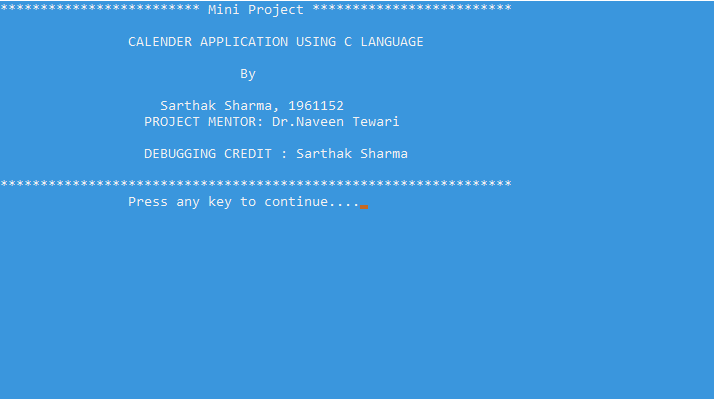 ************************* Mini Project *************************
CALENDER APPLICATION USING C LANGUAGE
By
Sarthak Sharma, 1961152
PROJECT MENTOR: Dr.Naveen Tewari
DEBUGGING CREDIT : Sarthak Sharma
****************************************************************
Press any key to continue....